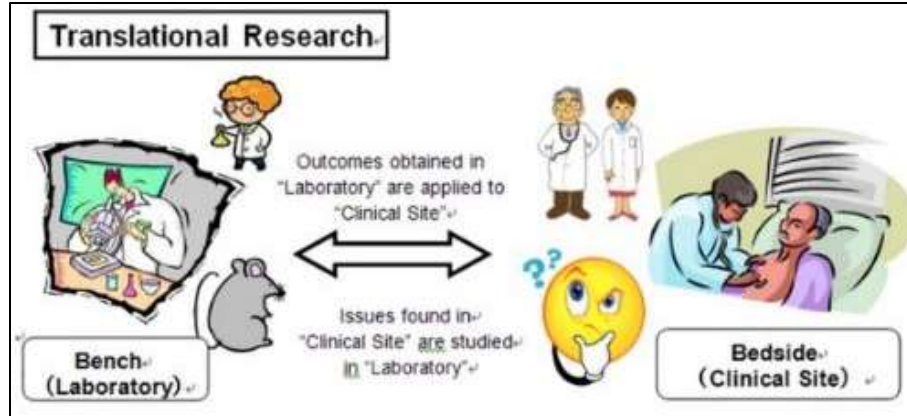 Translational Research
Outcomes obtained in
"Laboratory" are applied to
"Clinical Site"
Issues found in
"Clinical Site" are studied
in "Laboratory"
Bench
(Laboratory)
Bedside
(Clinical Site)
??